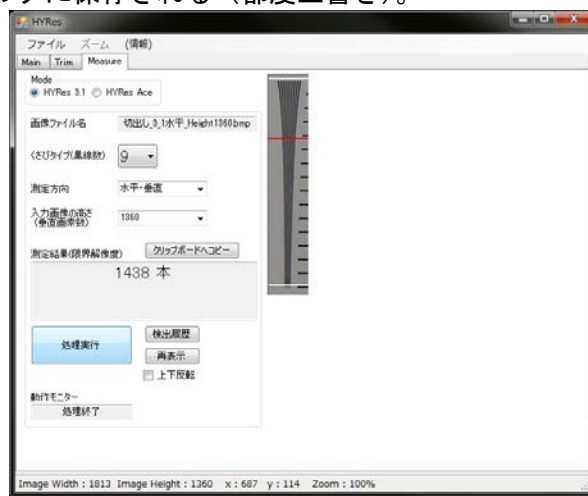 に保存される（都度上書き）。
HYRes
ファイル ズーム (情報)
Main Trim Measure
Mode
HYRes 3.1 HYRes Ace
画像ファイル名 切出し_3_1水平_Height1360.bmp
くさびタイプ(黒線数) 9
測定方向 水平・垂直
入力画像の高さ 1360
(垂直画素数)
測定結果(限界解像度) クリップボードへコピー
1438 本
処理実行 検出履歴
再表示
上下反転
動作モニター
処理終了
Image Width : 1813 Image Height : 1360 x : 687 y : 114 Zoom : 100%